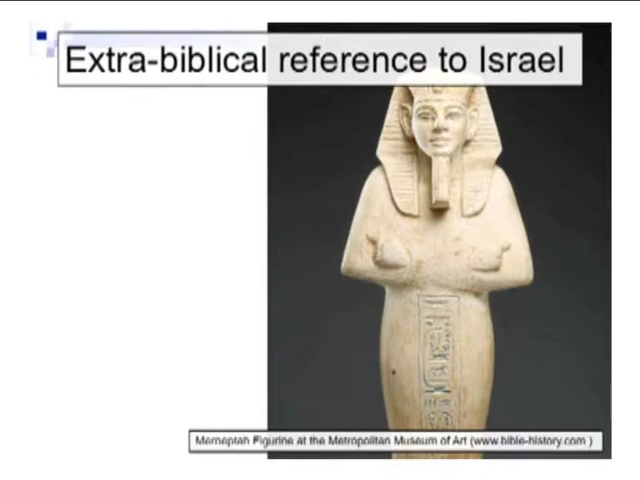 Extra-biblical reference to Israel
Merneptah Figurine at the Metropolitan Museum of Art (www.bible-history.com )